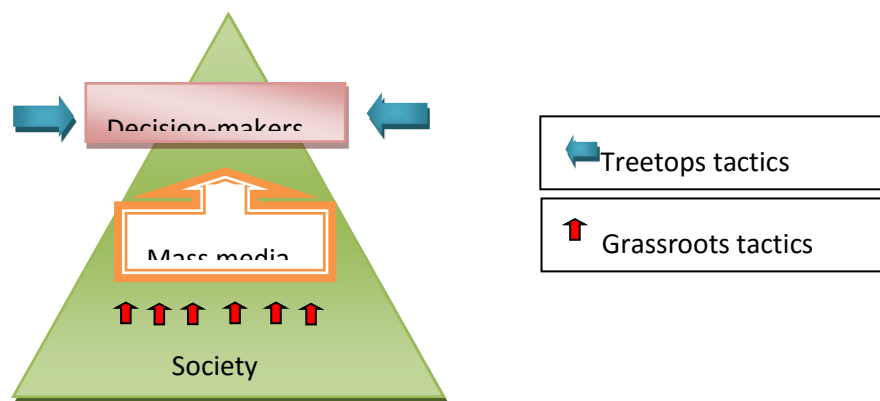 Decision-makers
Mass media
Society
Treetops tactics
Grassroots tactics